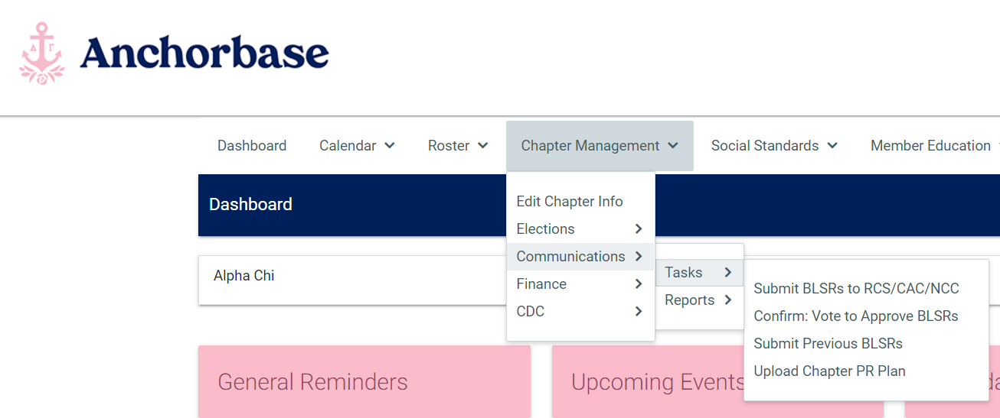 Δ Γ
Anchorbase
Dashboard Calendar Roster Chapter Management Social Standards Member Education
Dashboard
Edit Chapter Info
Elections
Communications
Finance
CDC
Tasks
Reports
Submit BLSRs to RCS/CAC/NCC
Confirm: Vote to Approve BLSRs
Submit Previous BLSRs
Upload Chapter PR Plan
Alpha Chi
General Reminders
Upcoming Events